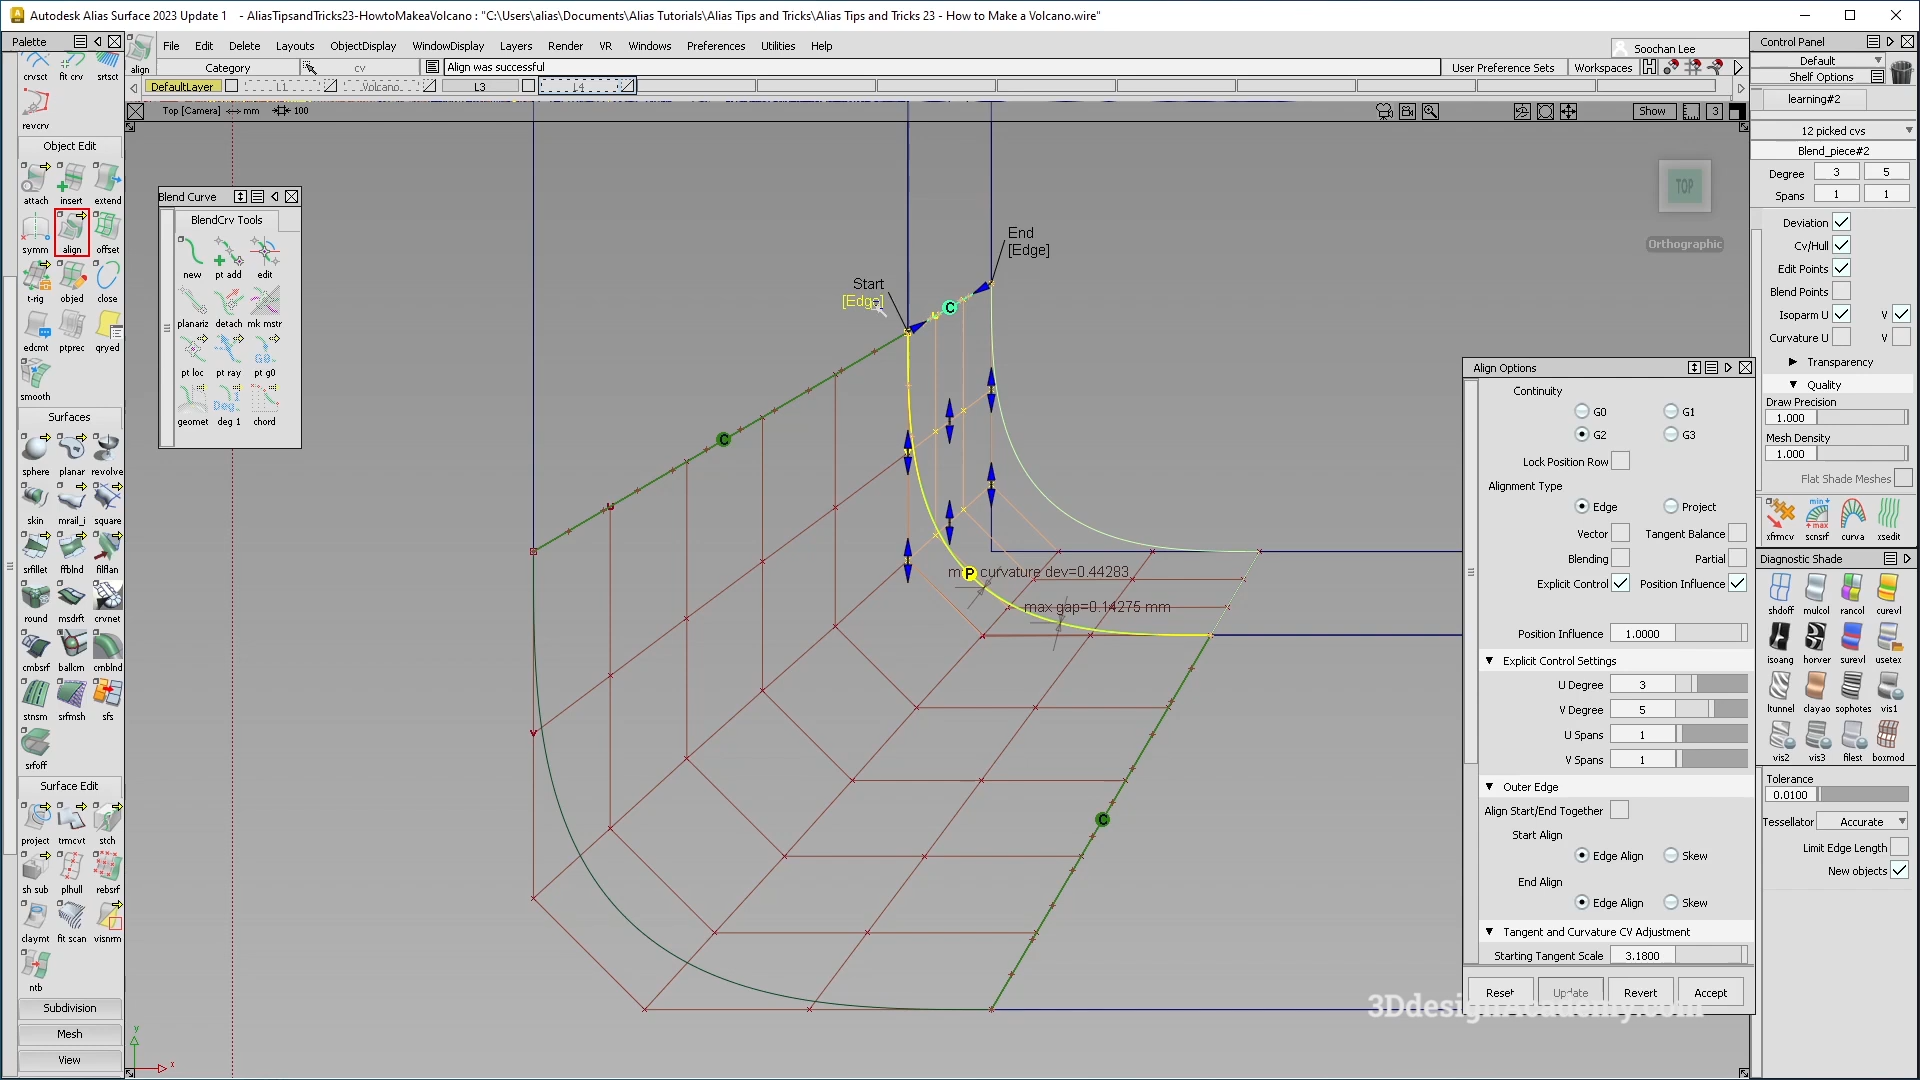 Autodesk Alias Surface 2023 Update 1 - AliasTipsandTricks23-HowtoMakeaVolcano : "C:\Users\alias\Documents\Alias Tutorials\Alias Tips and Tricks\Alias Tips and Tricks 23 - How to Make a Volcano.wire"
Palette
File Edit Delete Layouts ObjectDisplay WindowDisplay Layers Render VR Windows Preferences Utilities Help
Soochan Lee
align
Category
cv
Align was successful
User Preference Sets
Workspaces
DefaultLayer
L1
Volcano
L3
L4
Top [Camera]
mm
100
Show
3
crvsct fit crv srtsct
revcrv
Object Edit
attach insert extend
symm align offset
t-rig objed close
edcmt ptprec qryed
smooth
Surfaces
sphere planar revolve
skin mrail_i square
srfillet ffblnd filflan
round msdrft crvnet
cmbsrf ballcrn crnblnd
stnsrn srfmsh sfs
srfoff
Surface Edit
project trmcvt stch
sh sub plhull rebsrf
claymt fit scan visnrm
ntb
Subdivision
Mesh
View
Blend Curve
BlendCrv Tools
new pt add edit
planariz detach mk mstr
pt loc pt ray pt g0
geomet deg 1 chord
TOP
Orthographic
End
[Edge]
Start
[Edge]
C
C
P
curvature dev=0.44283
max gap=0.14275 mm
C
y
x
Align Options
Continuity
G0 G1
G2 G3
Lock Position Row
Alignment Type
Edge Project
Vector Tangent Balance
Blending Partial
Explicit Control Position Influence
Position Influence 1.0000
Explicit Control Settings
U Degree 3
V Degree 5
U Spans 1
V Spans 1
Outer Edge
Align Start/End Together
Start Align
Edge Align Skew
End Align
Edge Align Skew
Tangent and Curvature CV Adjustment
Starting Tangent Scale 3.1800
Reset Update Revert Accept
3DdesignAcademy.com
Control Panel
Default
Shelf Options
learning#2
12 picked cvs
Blend_piece#2
Degree 3 5
Spans 1 1
Deviation
Cv/Hull
Edit Points
Blend Points
Isoparm U V
Curvature U V
Transparency
Quality
Draw Precision
1.000
Mesh Density
1.000
Flat Shade Meshes
xfrmcv scnsrf curva xsedit
Diagnostic Shade
shdoff mulcol rancol curevl
isoang horver surevl usetex
ltunnel clayao sophotes vis1
vis2 vis3 filest boxmod
Tolerance
0.0100
Tessellator Accurate
Limit Edge Length
New objects